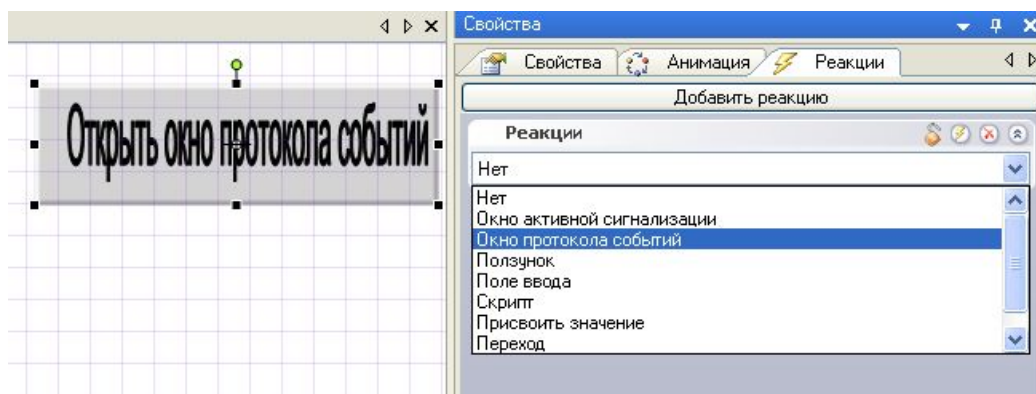 Свойства
Свойства Анимация Реакции
Открыть окно протокола событий
Добавить реакцию
Реакции
Нет
Нет
Окно активной сигнализации
Окно протокола событий
Ползунок
Поле ввода
Скрипт
Присвоить значение
Переход